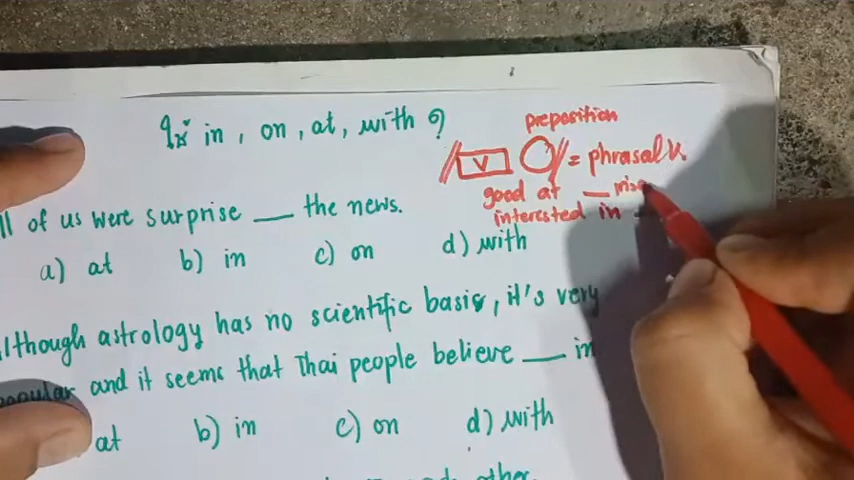 ใช้ in, on, at, with ?
preposition
V = phrasal V.
good at
interested in
ll of us were surprise ___ the news.
a) at b) in c) on d) with
lthough astrology has no scientific basis, it's very
popular and it seems that Thai people believe ___ in
at b) in c) on d) with
other.